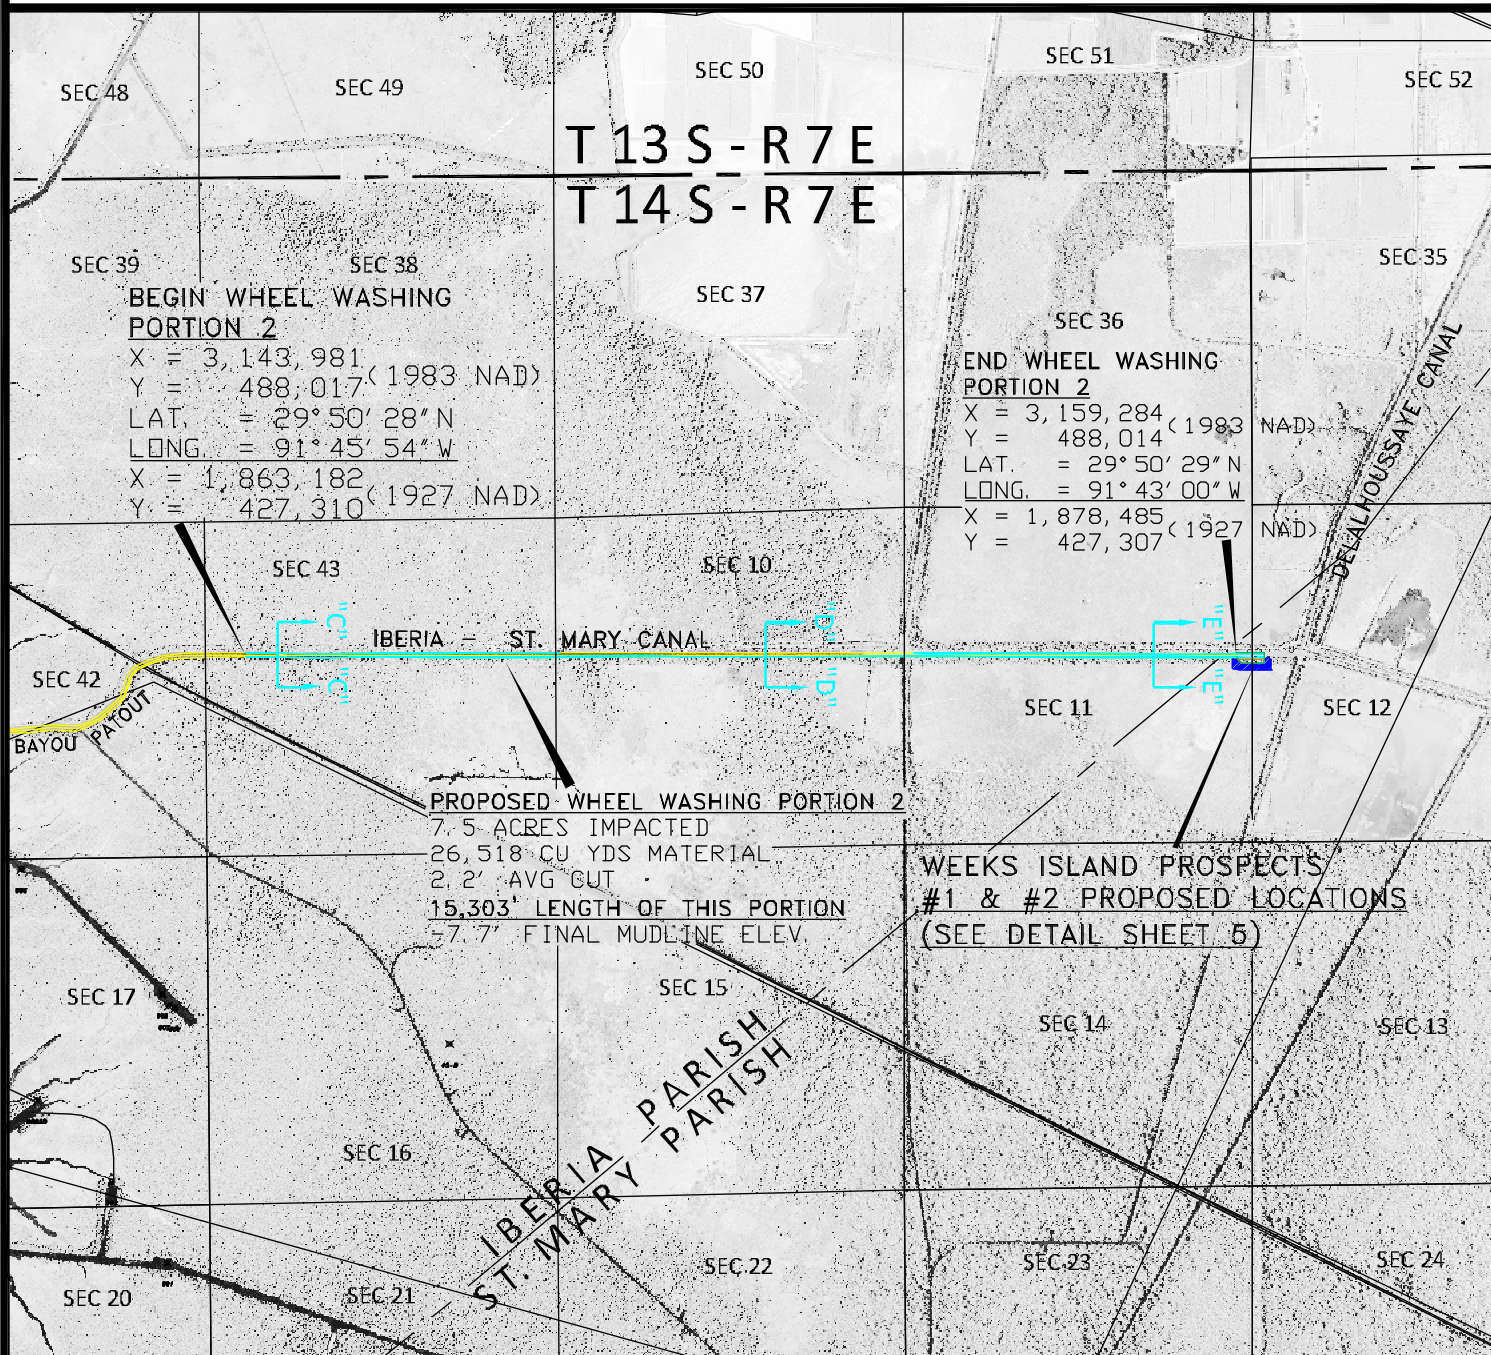 SEC 48
SEC 49
SEC 50
SEC 51
SEC 52
T 13 S - R 7 E
T 14 S - R 7 E
SEC 39
SEC 38
SEC 37
SEC 36
SEC 35
BEGIN WHEEL WASHING
PORTION 2
X = 3,143,981
Y = 488,017 (1983 NAD)
LAT. = 29°50'28"N
LONG. = 91°45'54"W
X = 1,863,182
Y = 427,310 (1927 NAD)
END WHEEL WASHING
PORTION 2
X = 3,159,284
Y = 488,014 (1983 NAD)
LAT. = 29°50'29"N
LONG. = 91°43'00"W
X = 1,878,485
Y = 427,307 (1927 NAD)
DELALHOUSSAYE CANAL
SEC 43
SEC 10
"C"
"D"
"E"
IBERIA - ST. MARY CANAL
"C"
"D"
"E"
SEC 42
BAYOU PATOUT
SEC 11
SEC 12
PROPOSED WHEEL WASHING PORTION 2
7.5 ACRES IMPACTED
26,518 CU YDS MATERIAL
2.2' AVG CUT
15,303' LENGTH OF THIS PORTION
-7.7' FINAL MUDLINE ELEV.
WEEKS ISLAND PROSPECTS
#1 & #2 PROPOSED LOCATIONS
(SEE DETAIL SHEET 5)
SEC 17
SEC 15
SEC 14
SEC 13
IBERIA PARISH
ST. MARY PARISH
SEC 16
SEC 20
SEC 21
SEC 22
SEC 23
SEC 24